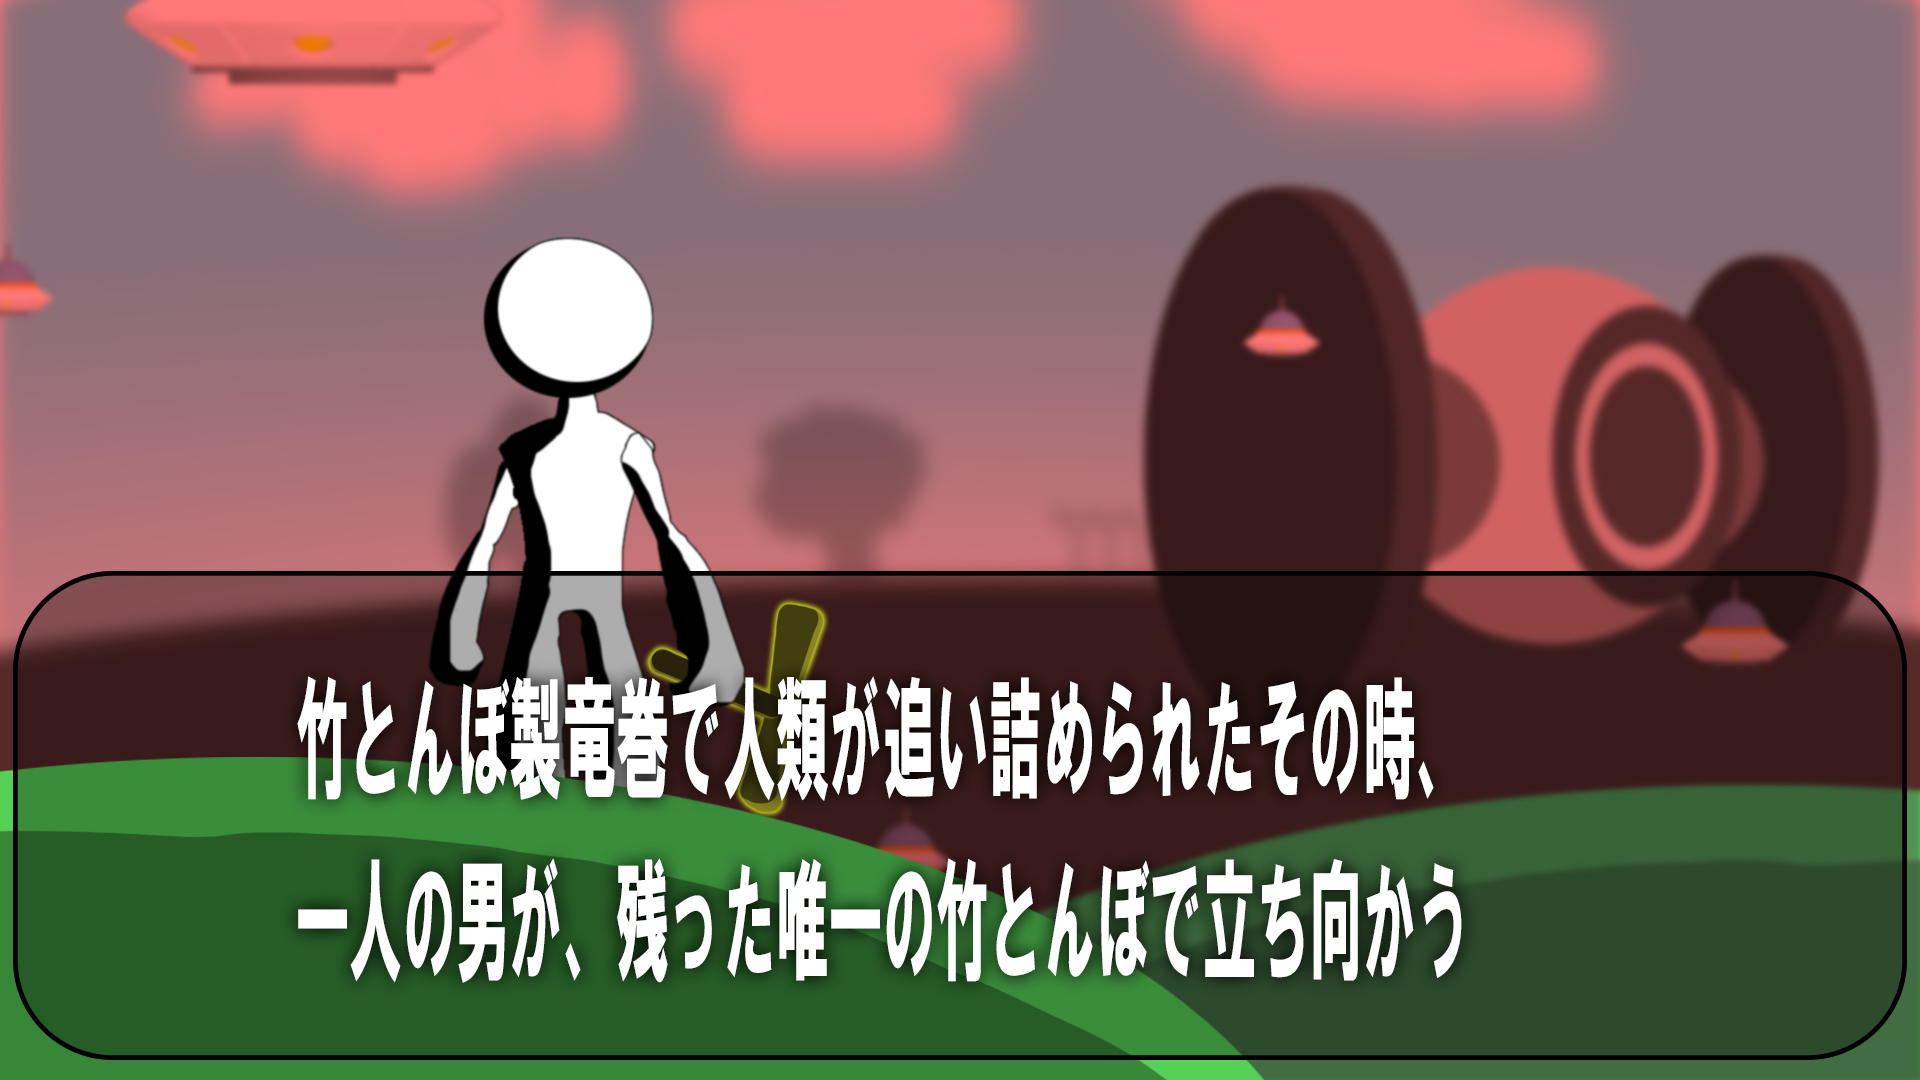 竹とんぼ製竜巻で人類が追い詰められたその時、
一人の男が、残った唯一の竹とんぼで立ち向かう